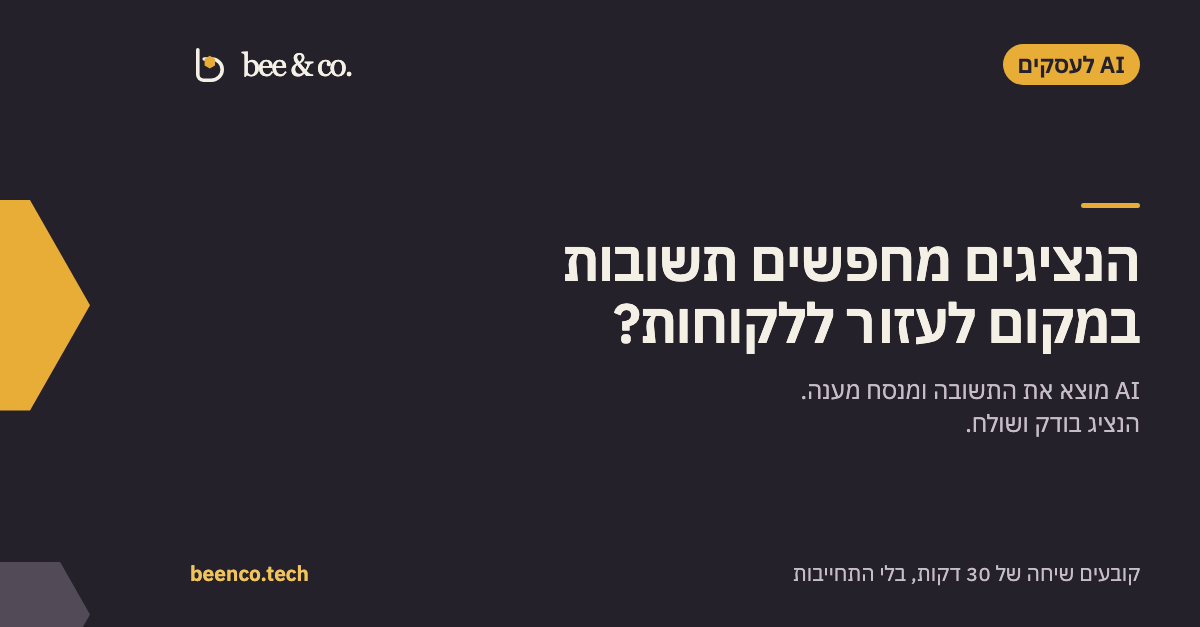 bee & co.
AI לעסקים
הנציגים מחפשים תשובות
במקום לעזור ללקוחות?
AI מוצא את התשובה ומנסח מענה.
הנציג בודק ושולח.
קובעים שיחה של 30 דקות, בלי התחייבות
beenco.tech